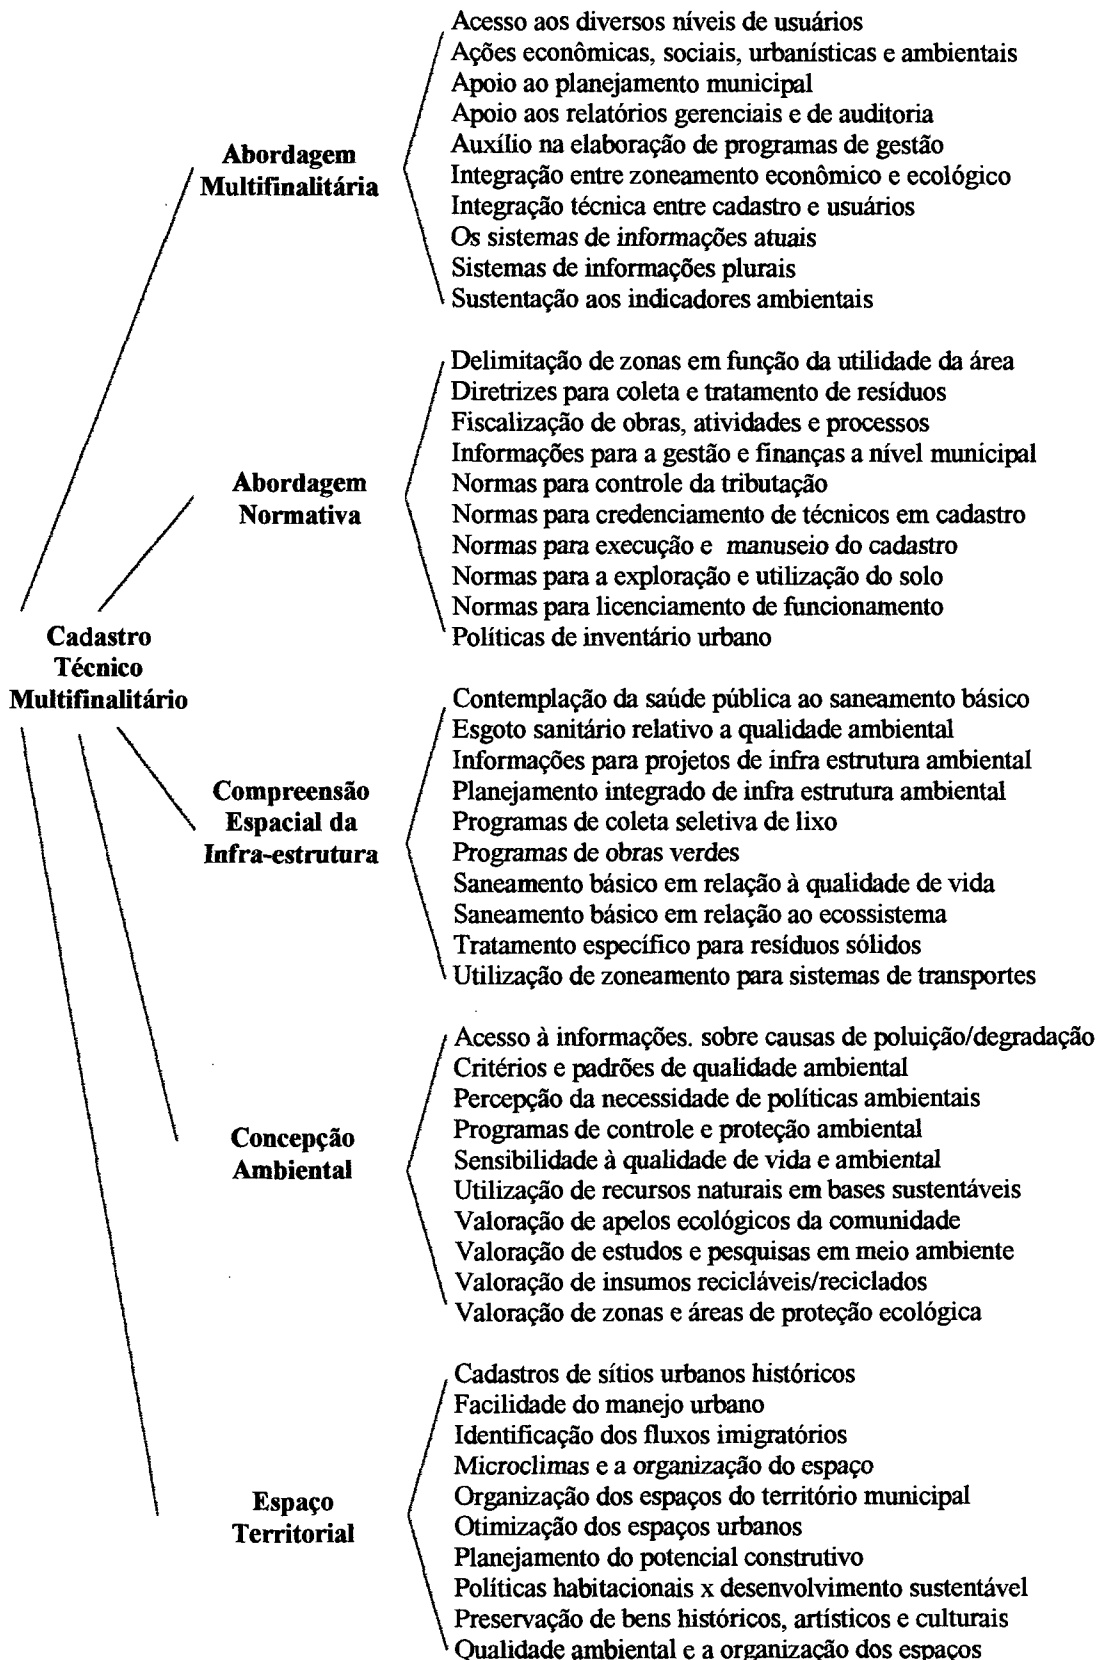 Acesso aos diversos níveis de usuários
Ações econômicas, sociais, urbanísticas e ambientais
Apoio ao planejamento municipal
Apoio aos relatórios gerenciais e de auditoria
Auxílio na elaboração de programas de gestão
Integração entre zoneamento econômico e ecológico
Integração técnica entre cadastro e usuários
Os sistemas de informações atuais
Sistemas de informações plurais
Sustentação aos indicadores ambientais
Abordagem
Multifinalitária
Delimitação de zonas em função da utilidade da área
Diretrizes para coleta e tratamento de resíduos
Fiscalização de obras, atividades e processos
Informações para a gestão e finanças a nível municipal
Normas para controle da tributação
Normas para credenciamento de técnicos em cadastro
Normas para execução e manuseio do cadastro
Normas para a exploração e utilização do solo
Normas para licenciamento de funcionamento
Políticas de inventário urbano
Abordagem
Normativa
Cadastro
Técnico
Multifinalitário
Contemplação da saúde pública ao saneamento básico
Esgoto sanitário relativo a qualidade ambiental
Informações para projetos de infra estrutura ambiental
Planejamento integrado de infra estrutura ambiental
Programas de coleta seletiva de lixo
Programas de obras verdes
Saneamento básico em relação à qualidade de vida
Saneamento básico em relação ao ecossistema
Tratamento específico para resíduos sólidos
Utilização de zoneamento para sistemas de transportes
Compreensão
Espacial da
Infra-estrutura
Acesso à informações. sobre causas de poluição/degradação
Critérios e padrões de qualidade ambiental
Percepção da necessidade de políticas ambientais
Programas de controle e proteção ambiental
Sensibilidade à qualidade de vida e ambiental
Utilização de recursos naturais em bases sustentáveis
Valoração de apelos ecológicos da comunidade
Valoração de estudos e pesquisas em meio ambiente
Valoração de insumos recicláveis/reciclados
Valoração de zonas e áreas de proteção ecológica
Concepção
Ambiental
Cadastros de sítios urbanos históricos
Facilidade do manejo urbano
Identificação dos fluxos imigratórios
Microclimas e a organização do espaço
Organização dos espaços do território municipal
Otimização dos espaços urbanos
Planejamento do potencial construtivo
Políticas habitacionais x desenvolvimento sustentável
Preservação de bens históricos, artísticos e culturais
Qualidade ambiental e a organização dos espaços
Espaço
Territorial